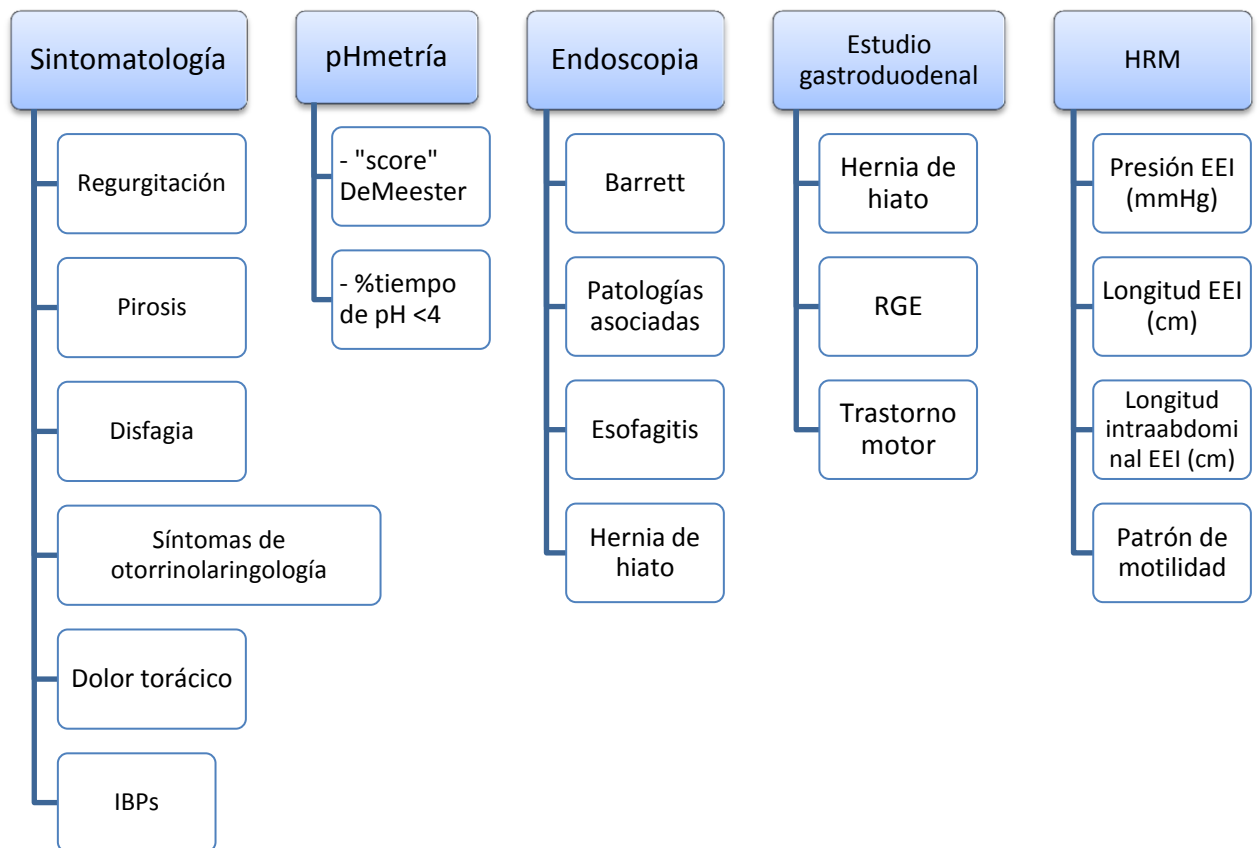 Sintomatología
Regurgitación
Pirosis
Disfagia
Síntomas de
otorrinolaringología
Dolor torácico
IBPs
pHmetría
- "score"
DeMeester
- %tiempo
de pH <4
Endoscopia
Barrett
Patologías
asociadas
Esofagitis
Hernia de
hiato
Estudio
gastroduodenal
Hernia de
hiato
RGE
Trastorno
motor
HRM
Presión EEI
(mmHg)
Longitud EEI
(cm)
Longitud
intraabdomi
nal EEI (cm)
Patrón de
motilidad